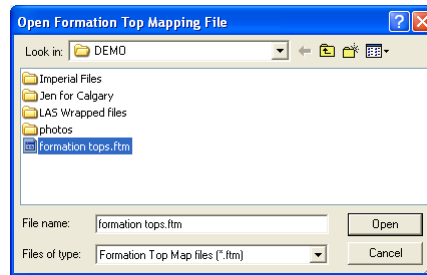 Open Formation Top Mapping File
Look in: DEMO
Imperial Files
Jen for Calgary
LAS Wrapped files
photos
formation tops.ftm
File name: formation tops.ftm Open
Files of type: Formation Top Map files (*.ftm) Cancel